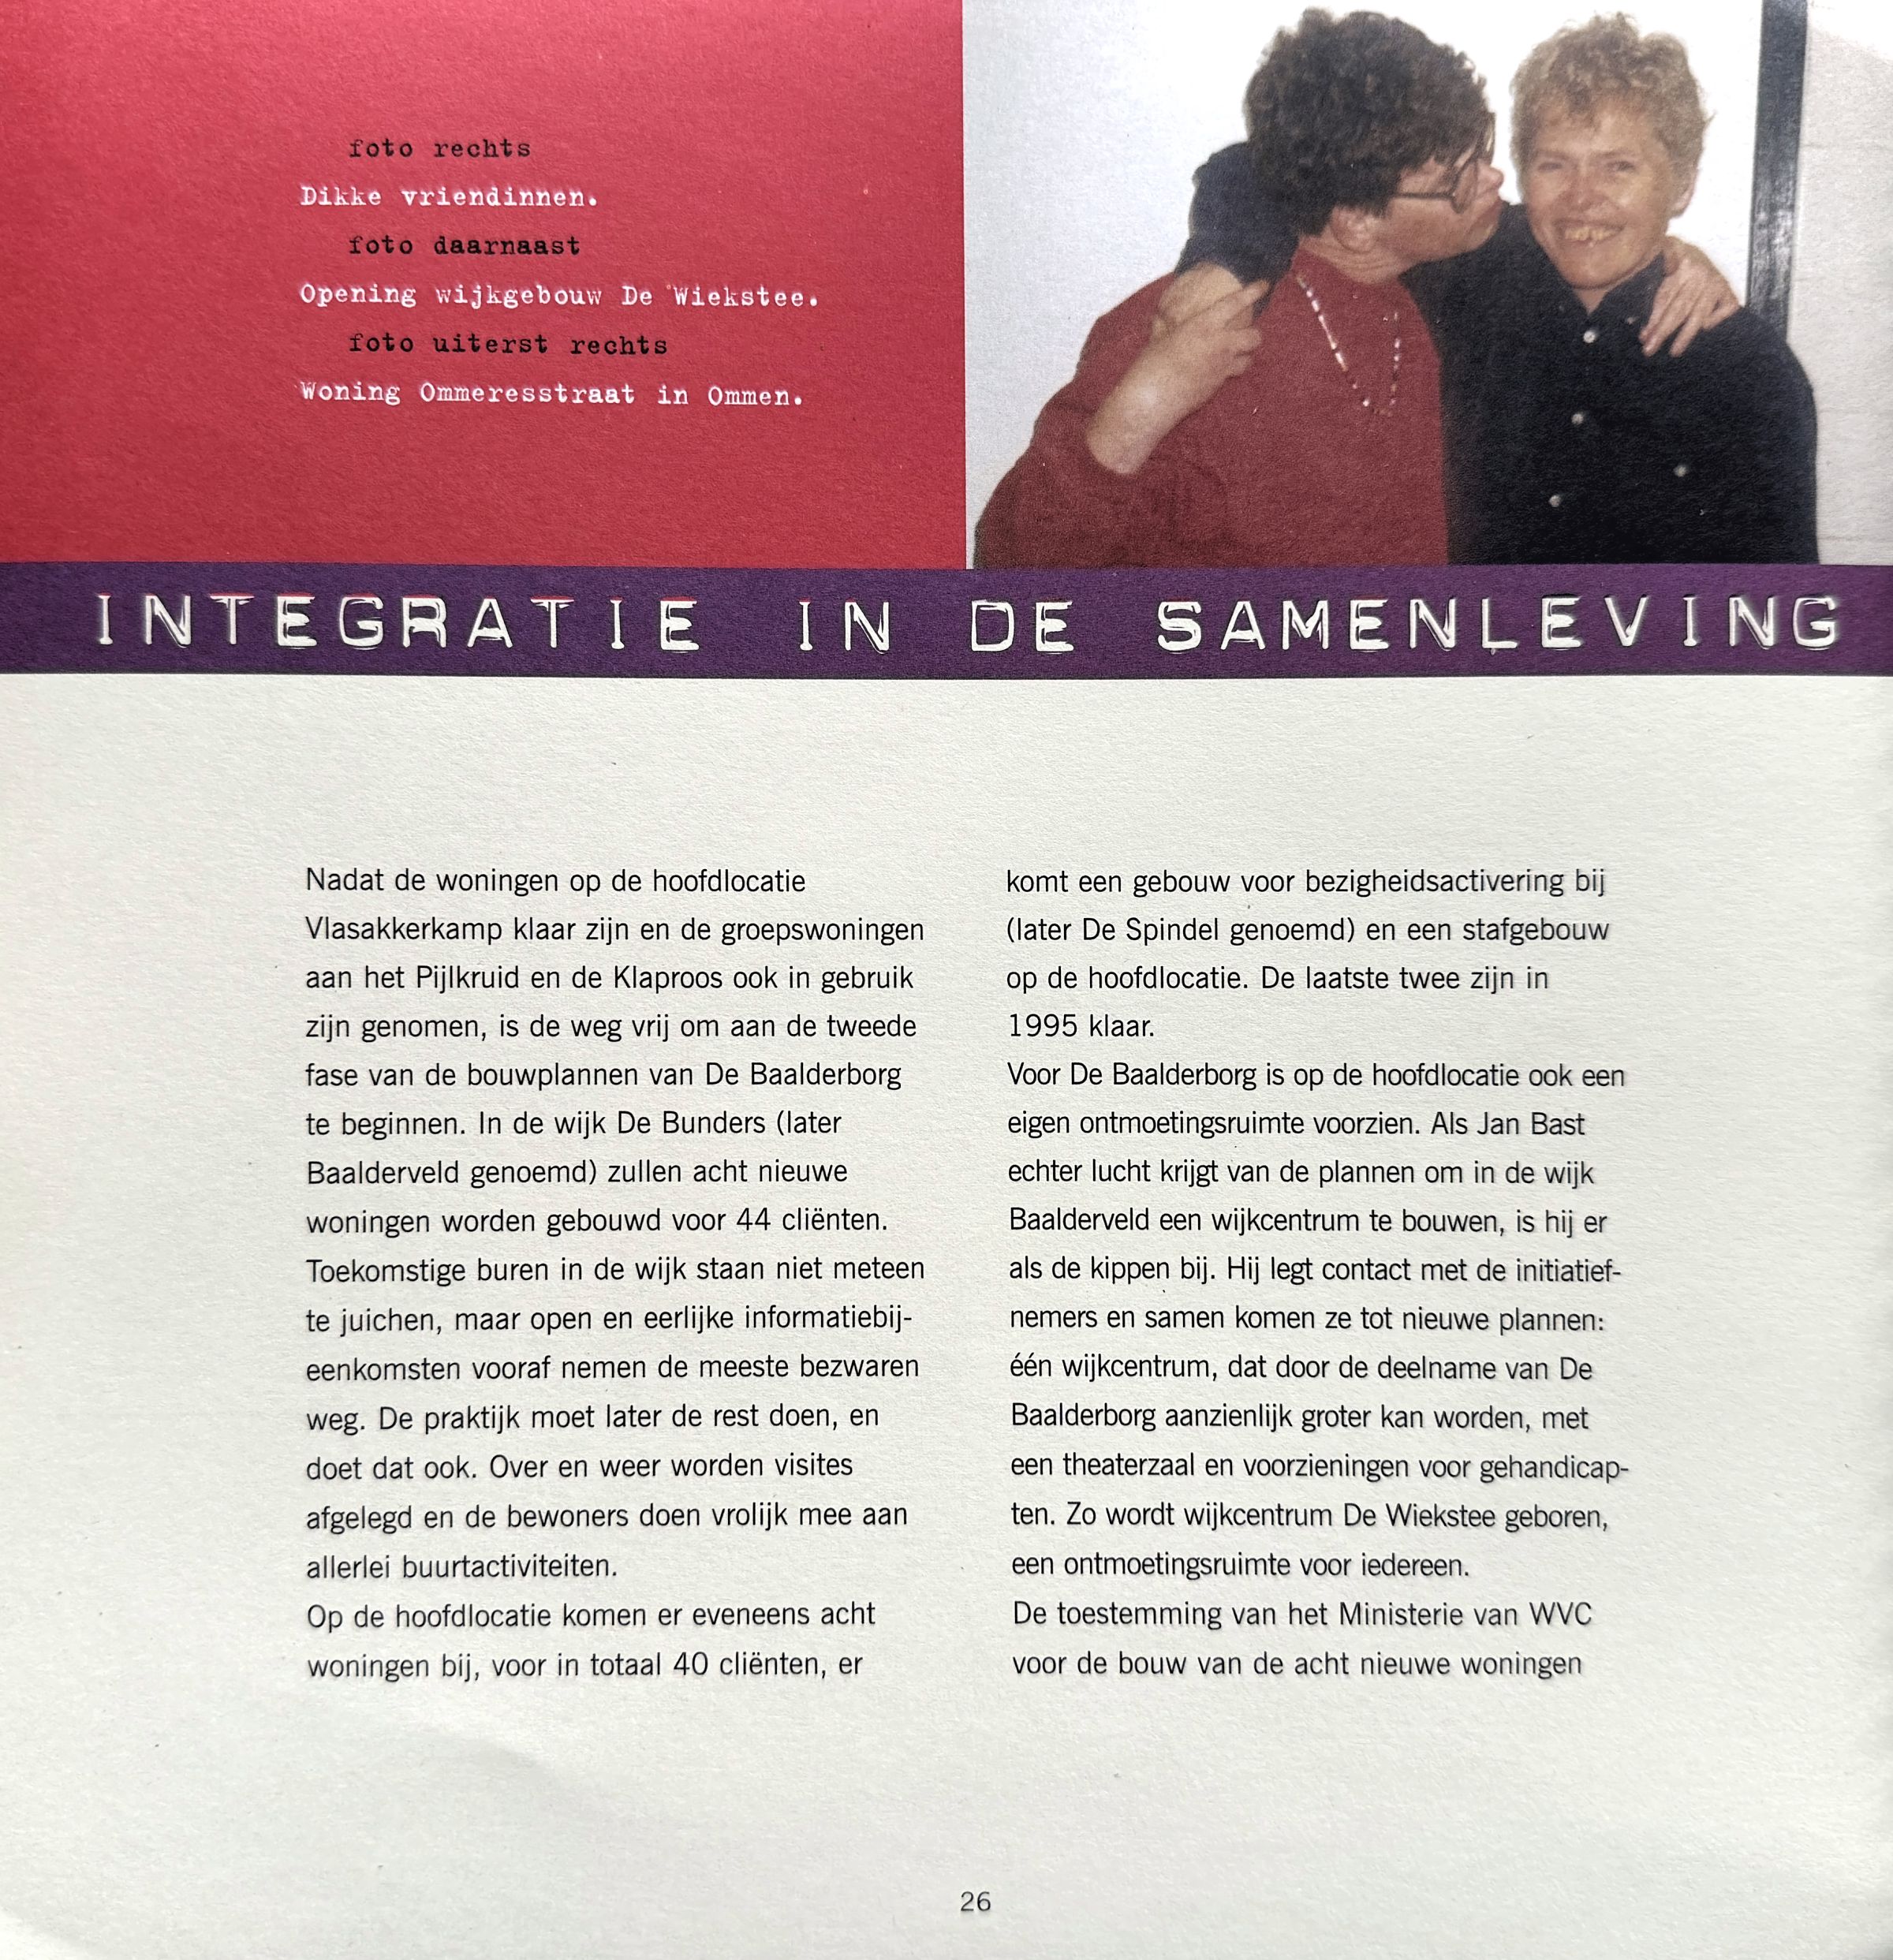 foto rechts
Dikke vriendinnen.
foto daarnaast
Opening wijkgebouw De Wiekstee.
foto uiterst rechts
Woning Ommeresstraat in Ommen.
INTEGRATIE IN DE SAMENLEVING
Nadat de woningen op de hoofdlocatie
Vlasakkerkamp klaar zijn en de groepswoningen
aan het Pijlkruid en de Klaproos ook in gebruik
zijn genomen, is de weg vrij om aan de tweede
fase van de bouwplannen van De Baalderborg
te beginnen. In de wijk De Bunders (later
Baalderveld genoemd) zullen acht nieuwe
woningen worden gebouwd voor 44 cliënten.
Toekomstige buren in de wijk staan niet meteen
te juichen, maar open en eerlijke informatiebij-
eenkomsten vooraf nemen de meeste bezwaren
weg. De praktijk moet later de rest doen, en
doet dat ook. Over en weer worden visites
afgelegd en de bewoners doen vrolijk mee aan
allerlei buurtactiviteiten.
Op de hoofdlocatie komen er eveneens acht
woningen bij, voor in totaal 40 cliënten, er
komt een gebouw voor bezigheidsactivering bij
(later De Spindel genoemd) en een stafgebouw
op de hoofdlocatie. De laatste twee zijn in
1995 klaar.
Voor De Baalderborg is op de hoofdlocatie ook een
eigen ontmoetingsruimte voorzien. Als Jan Bast
echter lucht krijgt van de plannen om in de wijk
Baalderveld een wijkcentrum te bouwen, is hij er
als de kippen bij. Hij legt contact met de initiatief-
nemers en samen komen ze tot nieuwe plannen:
één wijkcentrum, dat door de deelname van De
Baalderborg aanzienlijk groter kan worden, met
een theaterzaal en voorzieningen voor gehandicap-
ten. Zo wordt wijkcentrum De Wiekstee geboren,
een ontmoetingsruimte voor iedereen.
De toestemming van het Ministerie van WVC
voor de bouw van de acht nieuwe woningen
26